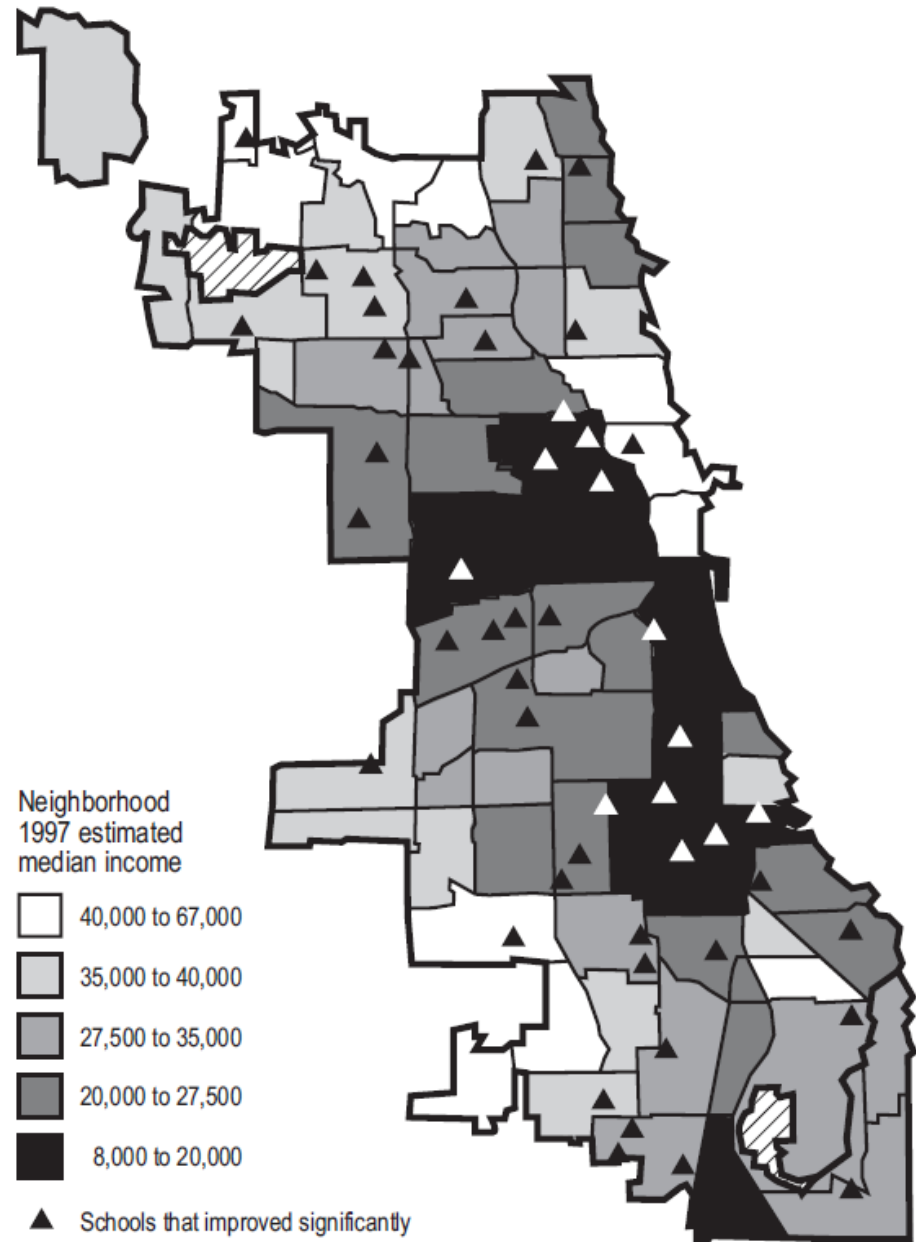 Neighborhood
1997 estimated
median income
40,000 to 67,000
35,000 to 40,000
27,500 to 35,000
20,000 to 27,500
8,000 to 20,000
Schools that improved significantly